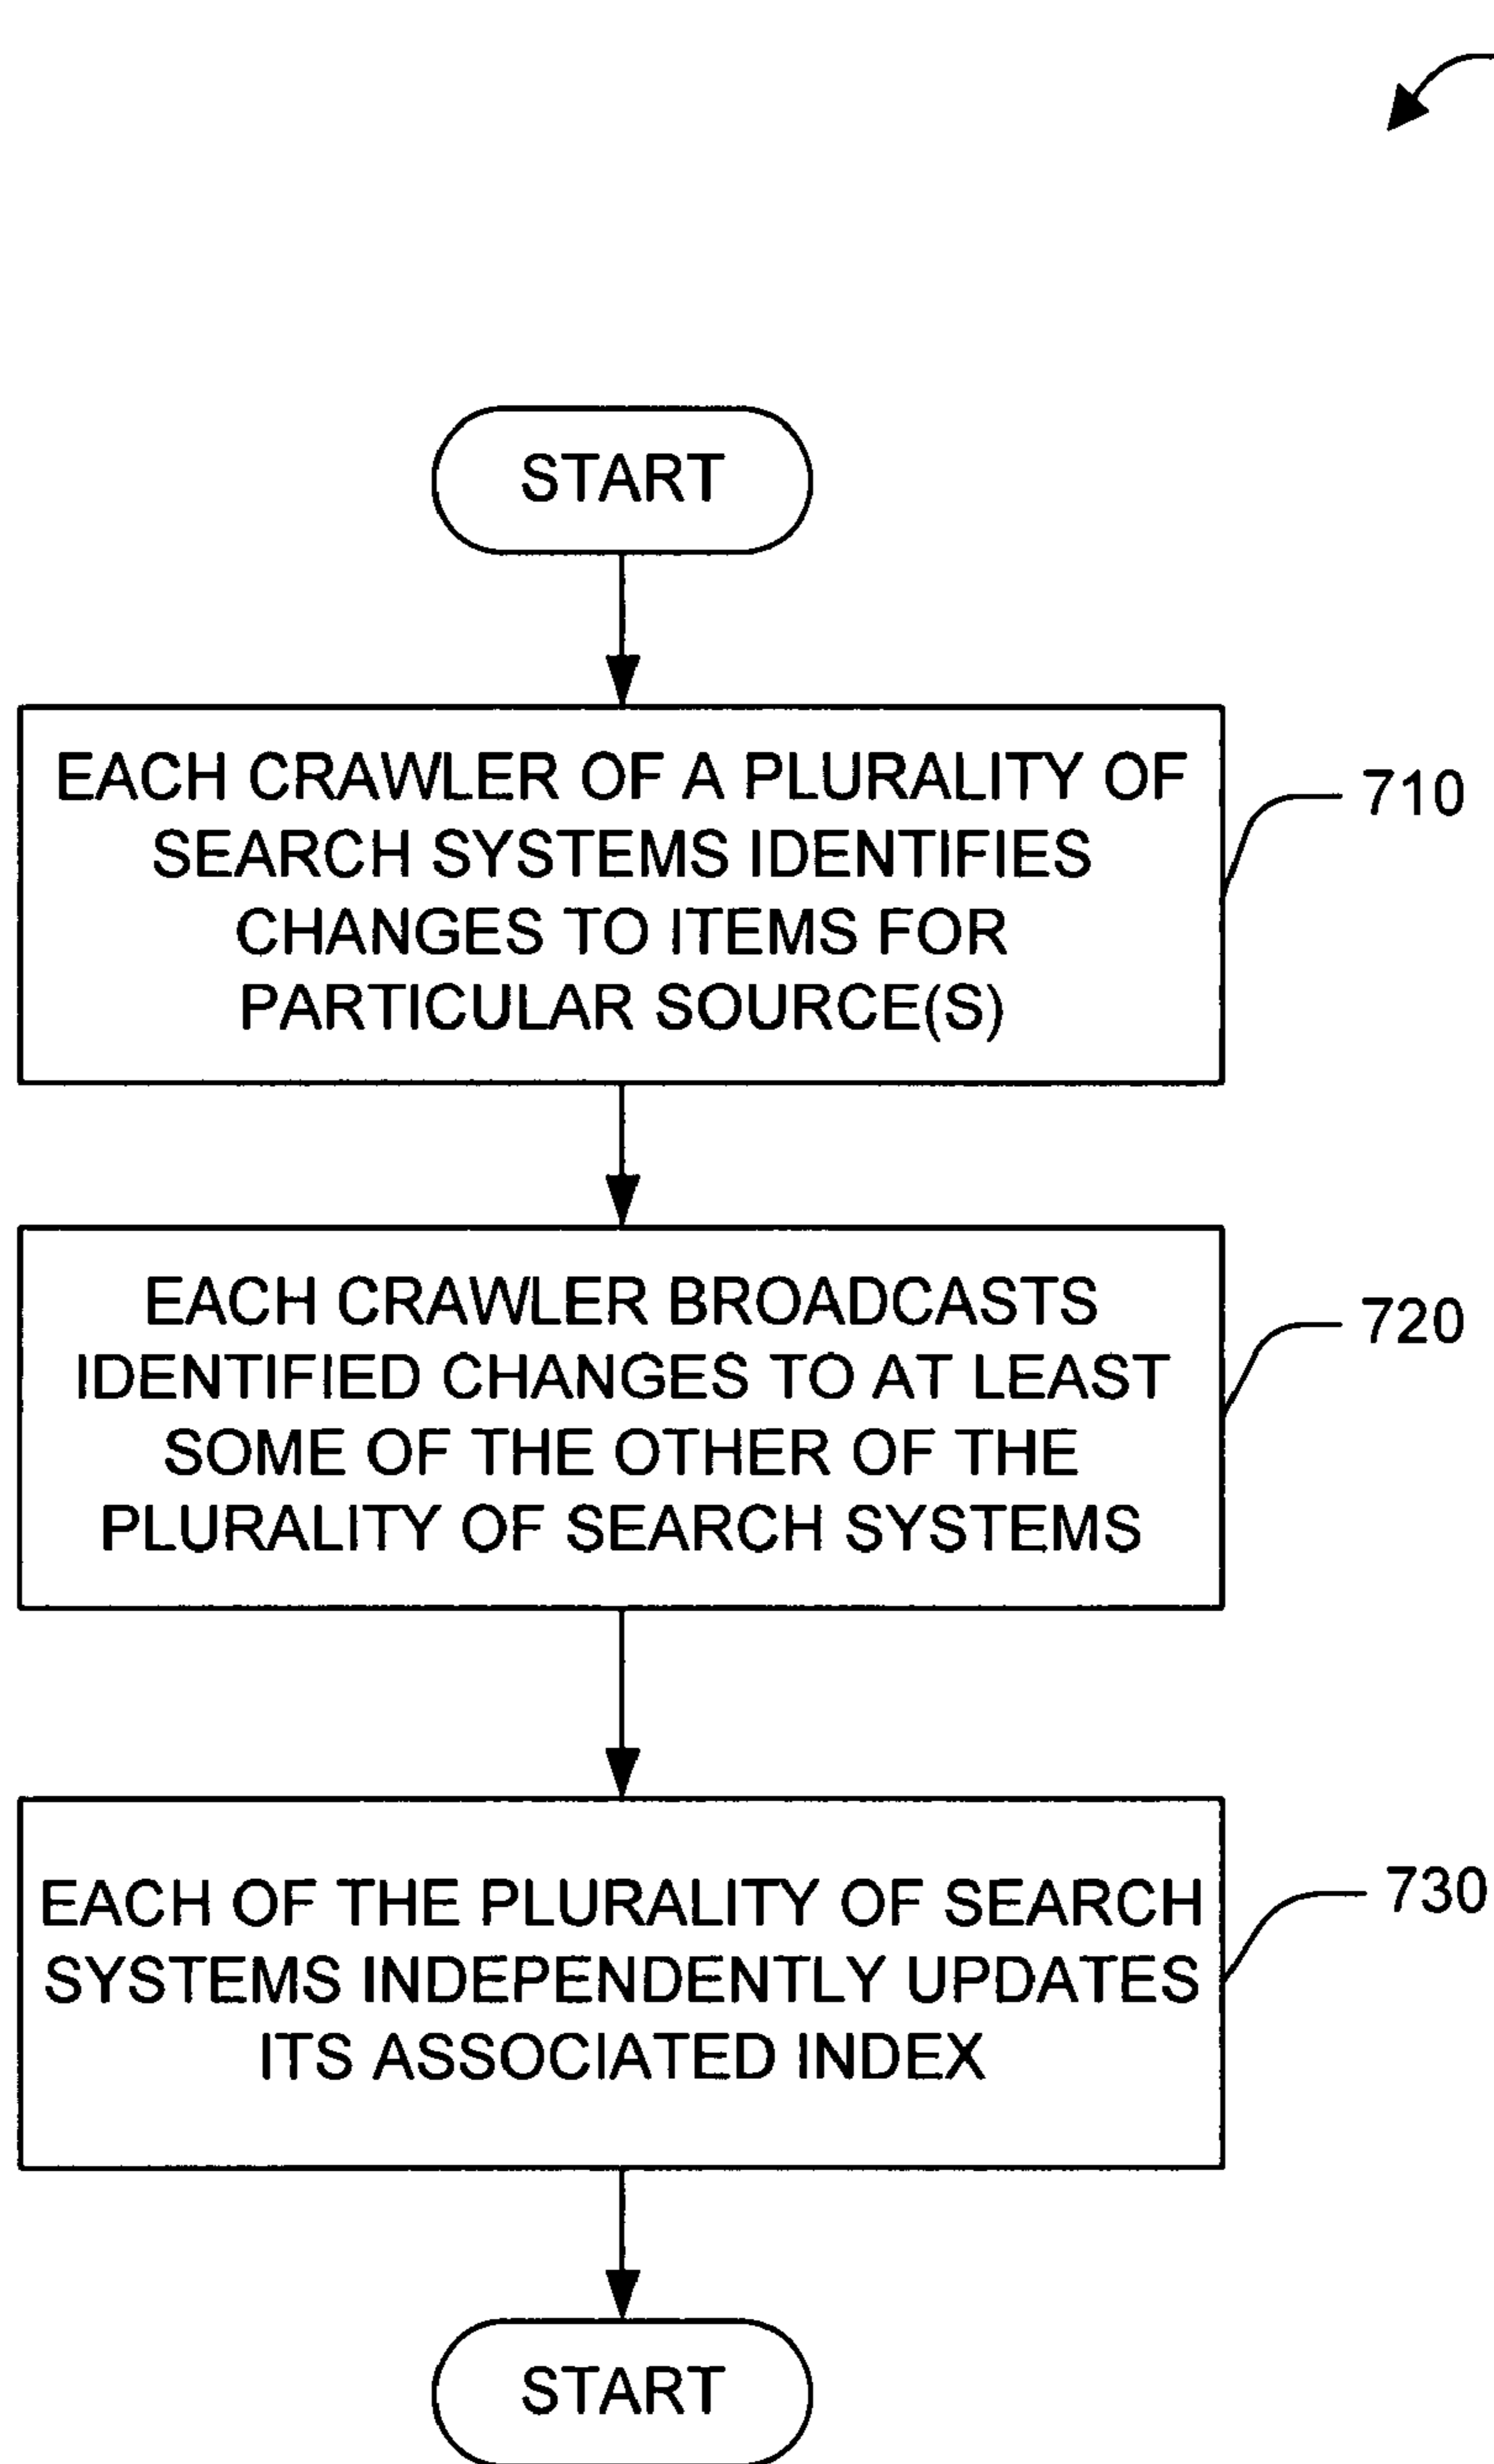 START
EACH CRAWLER OF A PLURALITY OF
SEARCH SYSTEMS IDENTIFIES
CHANGES TO ITEMS FOR
PARTICULAR SOURCE(S)
710
EACH CRAWLER BROADCASTS
IDENTIFIED CHANGES TO AT LEAST
SOME OF THE OTHER OF THE
PLURALITY OF SEARCH SYSTEMS
720
EACH OF THE PLURALITY OF SEARCH
SYSTEMS INDEPENDENTLY UPDATES
ITS ASSOCIATED INDEX
730
START